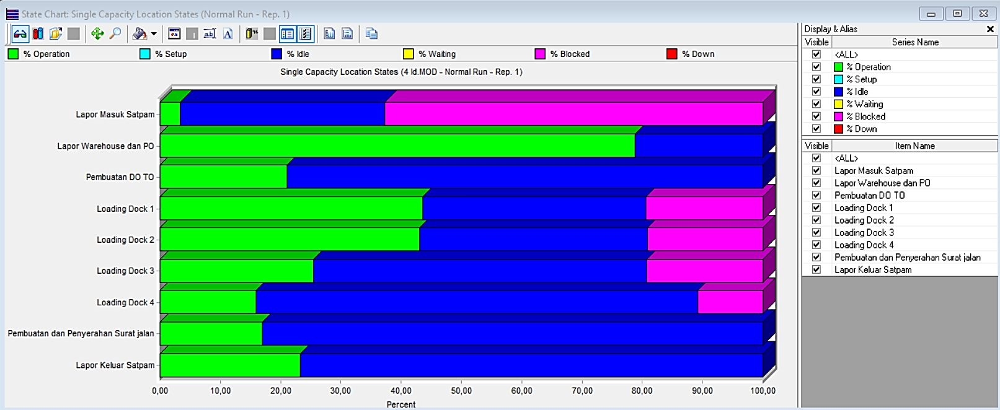 State Chart: Single Capacity Location States (Normal Run - Rep. 1)
% Operation
% Setup
% Idle
% Waiting
% Blocked
% Down
Single Capacity Location States (4 ld.MOD - Normal Run - Rep. 1)
Lapor Masuk Satpam
Lapor Warehouse dan PO
Pembuatan DO TO
Loading Dock 1
Loading Dock 2
Loading Dock 3
Loading Dock 4
Pembuatan dan Penyerahan Surat jalan
Lapor Keluar Satpam
0,00 10,00 20,00 30,00 40,00 50,00 60,00 70,00 80,00 90,00 100,00
Percent
Display & Alias
Visible Series Name
<ALL>
% Operation
% Setup
% Idle
% Waiting
% Blocked
% Down
Visible Item Name
<ALL>
Lapor Masuk Satpam
Lapor Warehouse dan PO
Pembuatan DO TO
Loading Dock 1
Loading Dock 2
Loading Dock 3
Loading Dock 4
Pembuatan dan Penyerahan Surat jalan
Lapor Keluar Satpam